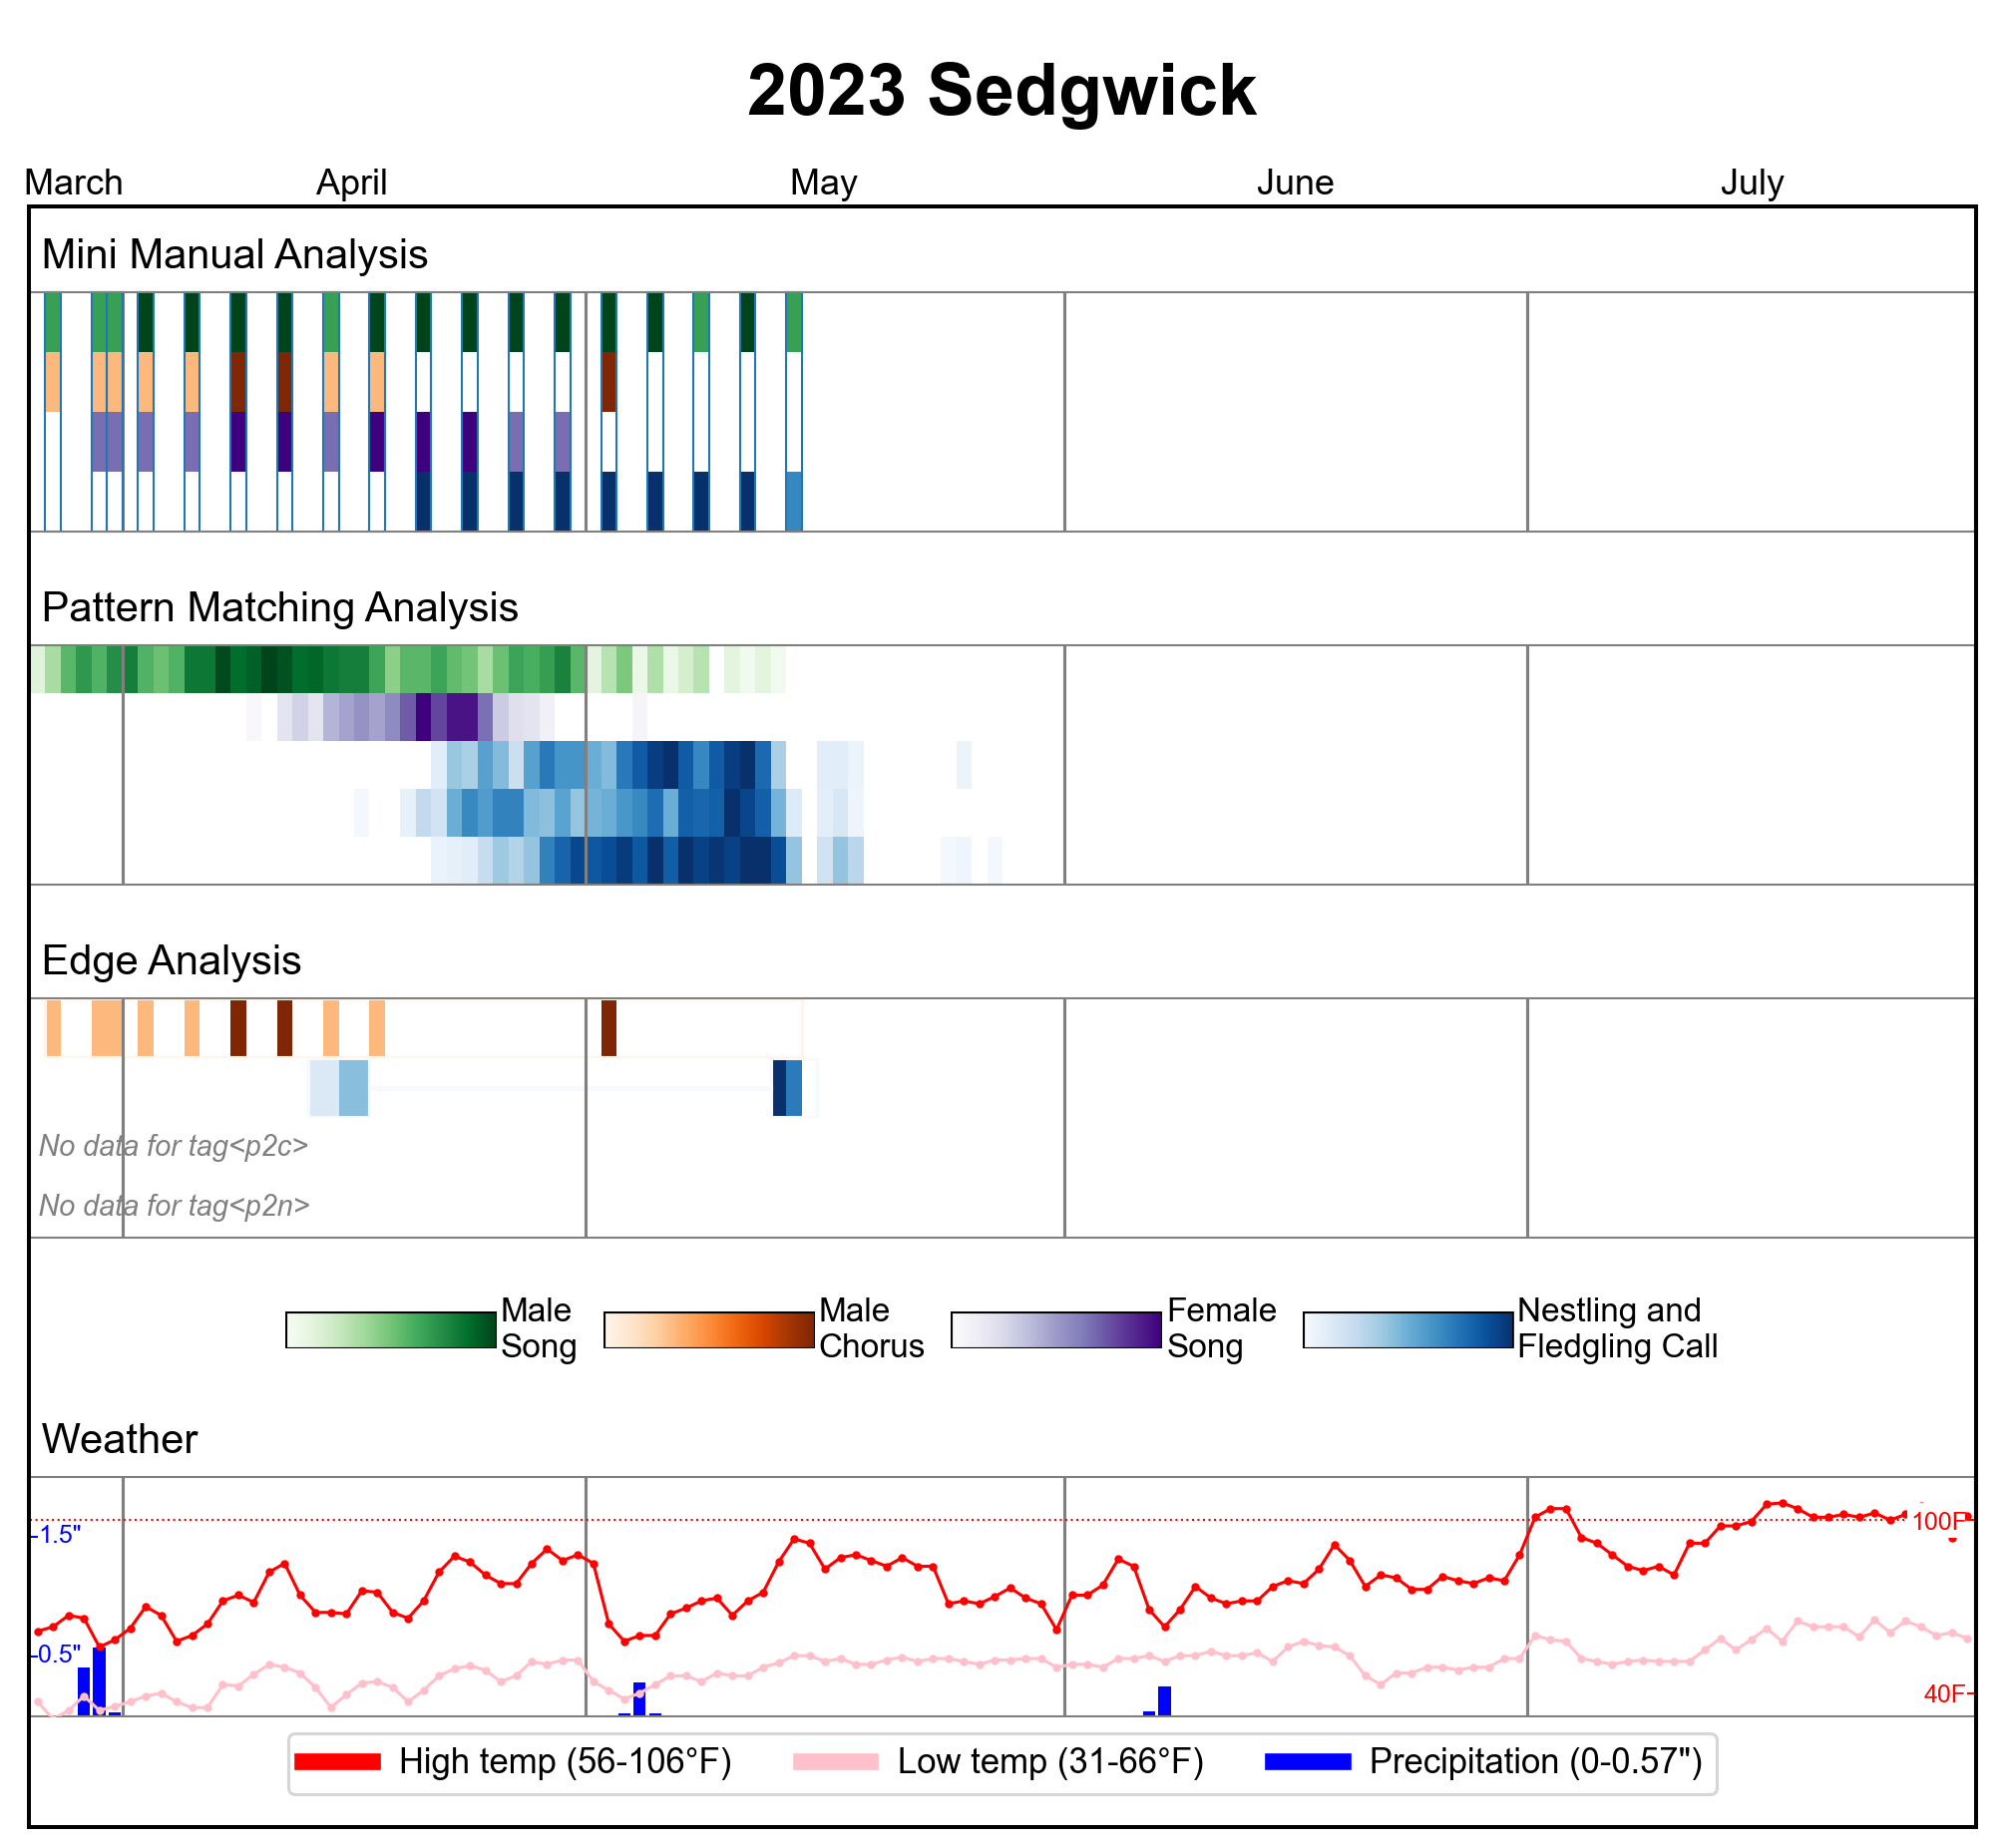 2023 Sedgwick
March April May June July
Mini Manual Analysis
Pattern Matching Analysis
Edge Analysis
No data for tag<p2c>
No data for tag<p2n>
Male
Song
Male
Chorus
Female
Song
Nestling and
Fledgling Call
Weather
1.5"
100F
0.5"
40F
High temp (56-106°F) Low temp (31-66°F) Precipitation (0-0.57")